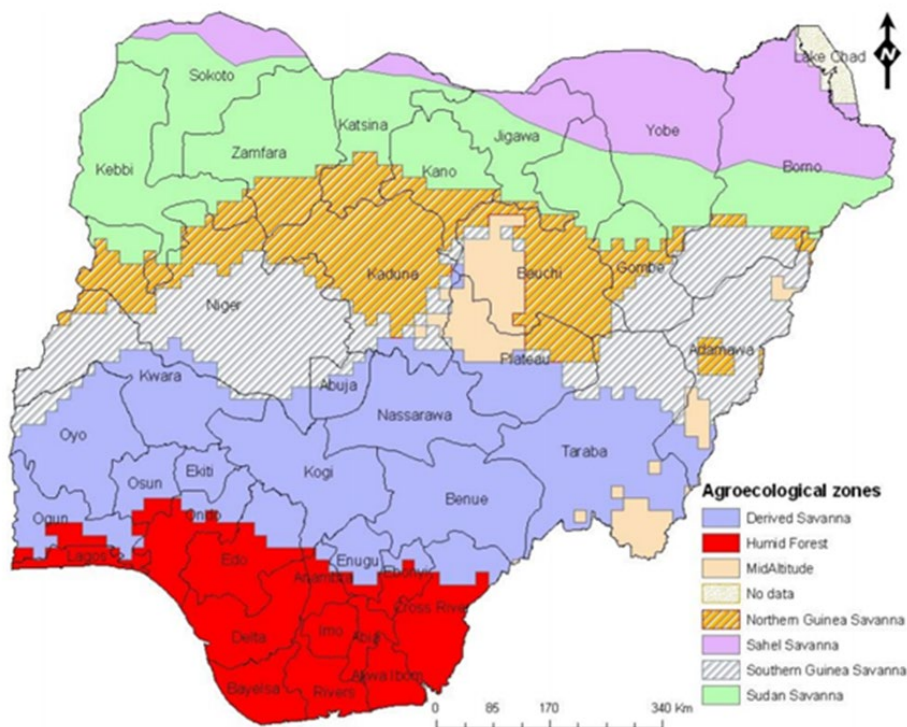 N
Lake Chad
Sokoto
Katsina
Jigawa
Yobe
Zamfara
Kebbi
Kano
Borno
Kaduna
Bauchi
Gombe
Niger
Plateau
Adamawa
Kwara
Abuja
Nassarawa
Oyo
Taraba
Osun
Ekiti
Kogi
Benue
Ogun
Ondo
Lagos
Edo
Enugu
Anambra
Ebonyi
Cross River
Delta
Imo
Abia
Bayelsa
Rivers
Akwa Ibom
Agroecological zones
Derived Savanna
Humid Forest
MidAltitude
No data
Northern Guinea Savanna
Sahel Savanna
Southern Guinea Savanna
Sudan Savanna
0 85 170 340 Km